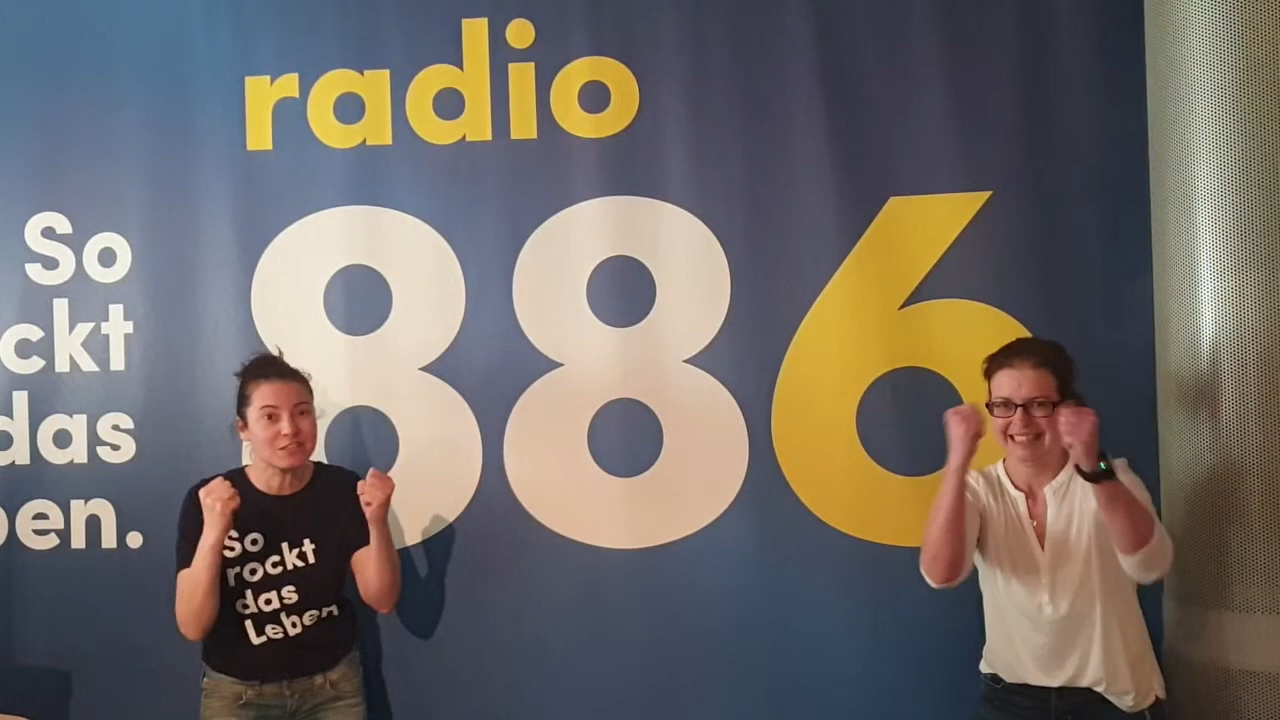 radio
886
So
ckt
das
ben.
So
rockt
das
Leben